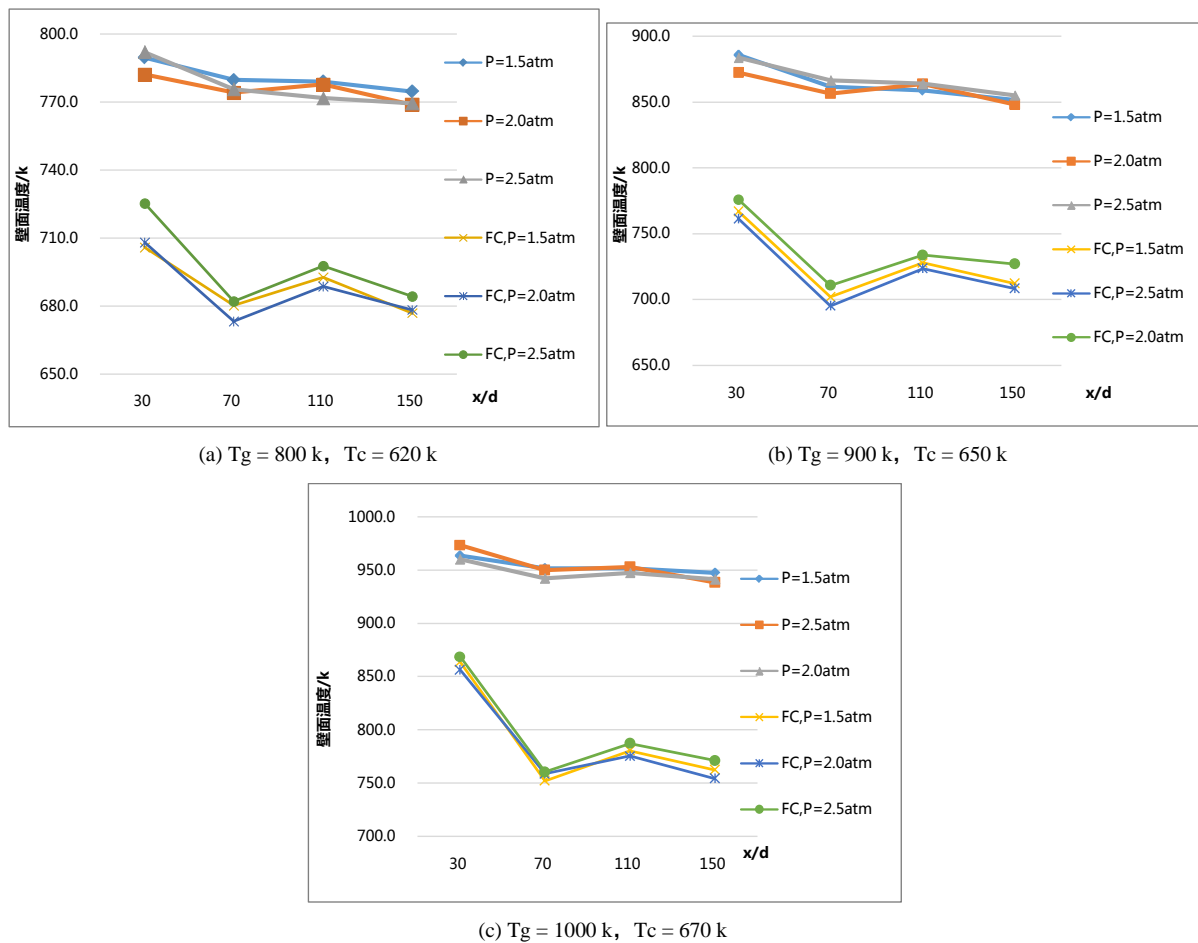 800.0
770.0
740.0
710.0
680.0
650.0
壁面温度/k
30 70 110 150 x/d
P=1.5atm
P=2.0atm
P=2.5atm
FC,P=1.5atm
FC,P=2.0atm
FC,P=2.5atm
(a) Tg = 800 k，Tc = 620 k
900.0
850.0
800.0
750.0
700.0
650.0
壁面温度/k
30 70 110 150 x/d
P=1.5atm
P=2.0atm
P=2.5atm
FC,P=1.5atm
FC,P=2.5atm
FC,P=2.0atm
(b) Tg = 900 k，Tc = 650 k
1000.0
950.0
900.0
850.0
800.0
750.0
700.0
壁面温度/k
30 70 110 150 x/d
P=1.5atm
P=2.5atm
P=2.0atm
FC,P=1.5atm
FC,P=2.0atm
FC,P=2.5atm
(c) Tg = 1000 k，Tc = 670 k